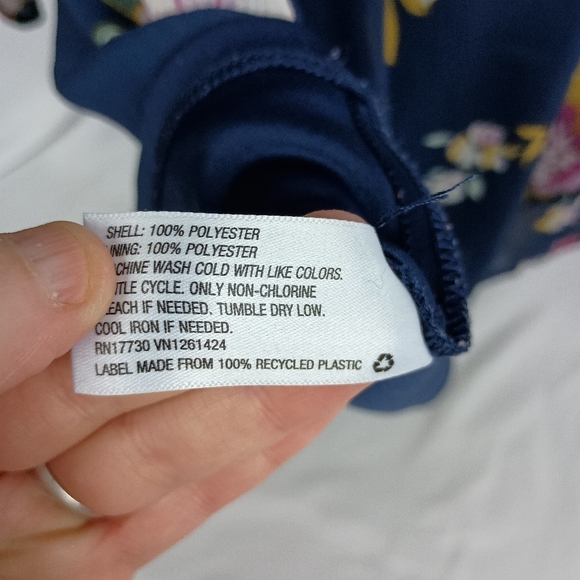 SHELL: 100% POLYESTER
INING: 100% POLYESTER
CHINE WASH COLD WITH LIKE COLORS.
TLE CYCLE. ONLY NON-CHLORINE
EACH IF NEEDED. TUMBLE DRY LOW.
COOL IRON IF NEEDED.
RN17730 VN1261424
LABEL MADE FROM 100% RECYCLED PLASTIC